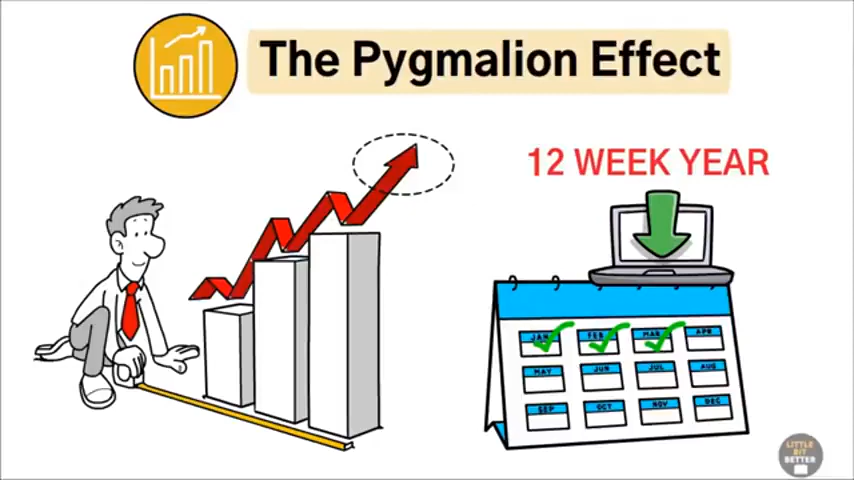 The Pygmalion Effect
12 WEEK YEAR
JAN FEB MAR APR
MAY JUN JUL AUG
SEP OCT NOV DEC
LITTLE
BIT
BETTER